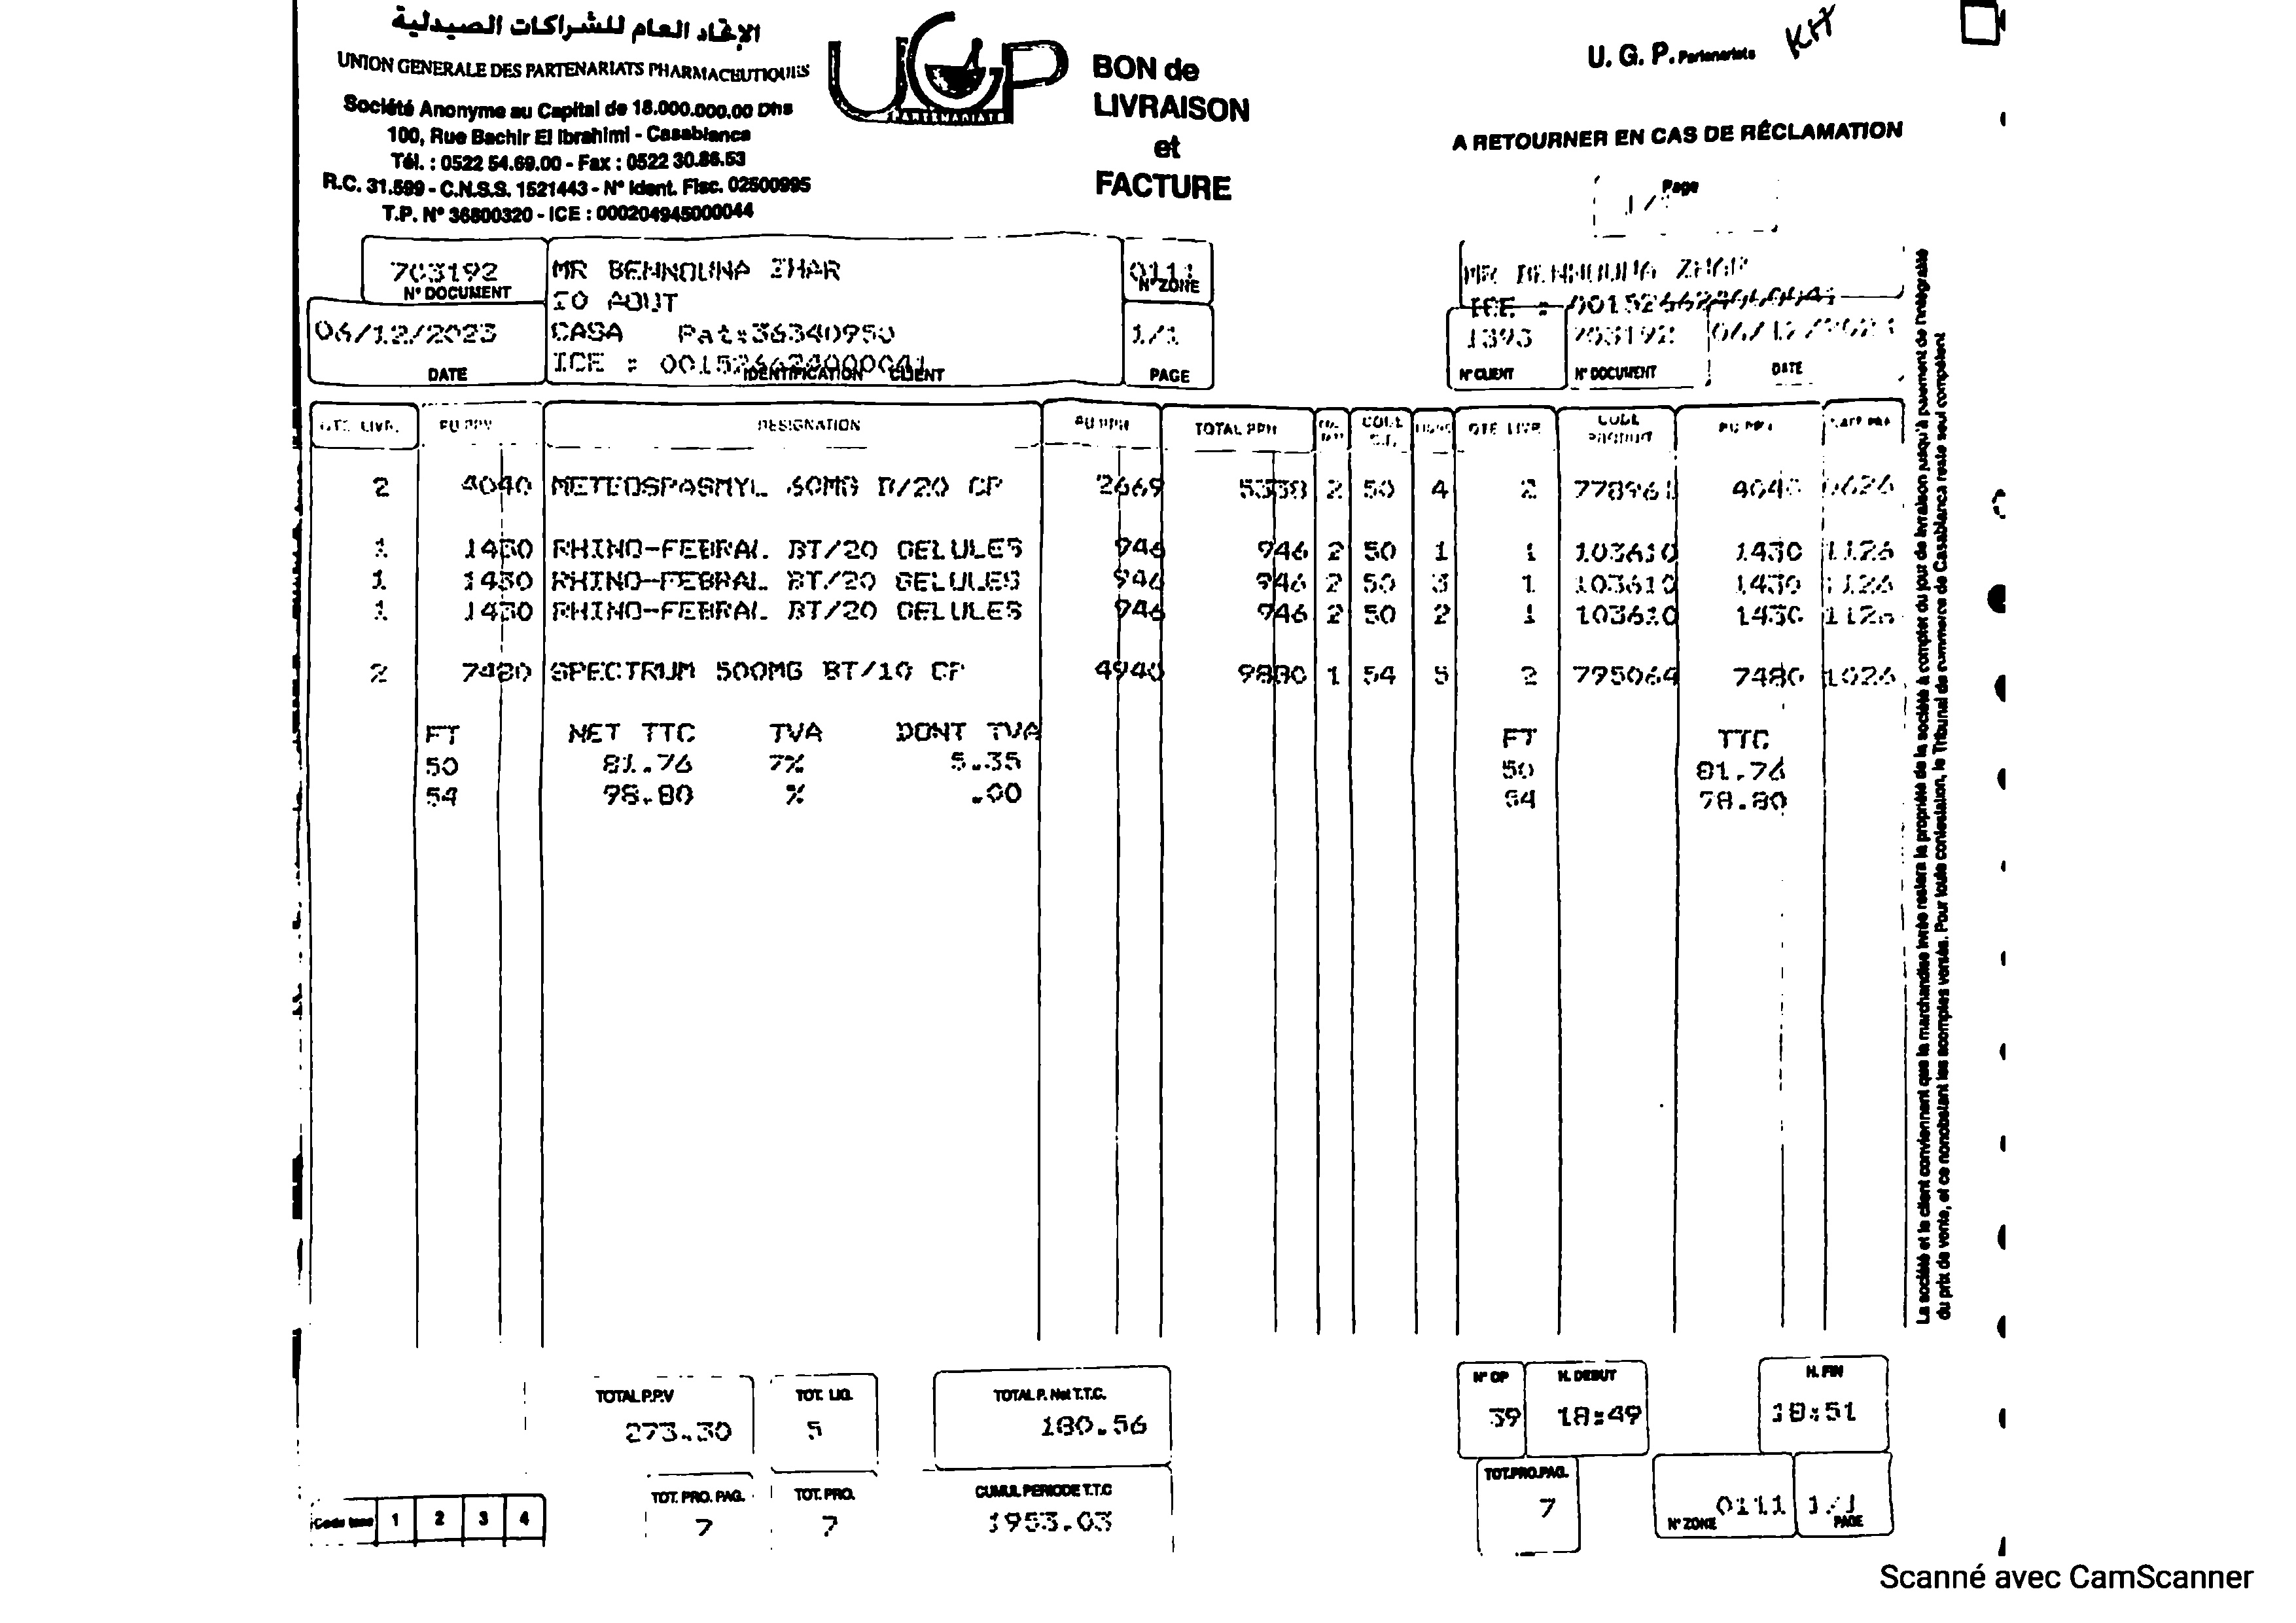 الإتحاد العام للشراكات الصيدلية
UNION GENERALE DES PARTENARIATS PHARMACEUTIQUES
Société Anonyme au Capital de 18.000.000.00 Dhs
100, Rue Bachir El Ibrahimi - Casablanca
Tél. : 0522 54.69.00 - Fax : 0522 30.86.53
R.C. 31.599 - C.N.S.S. 1521443 - N° Ident. Fisc. 02500995
T.P. N° 36800320 - ICE : 000204945000044
UGP
PARTENARIATS
BON de
LIVRAISON
et
FACTURE
U. G. P. Partenariats
A RETOURNER EN CAS DE RÉCLAMATION
Page
703192
N° DOCUMENT
06/12/2023
DATE
MR BENNOUNA ZHAR
CASA Pat:36340950
ICE :
IDENTIFICATION CLIENT
0111
N° ZONE
1/1
PAGE
MR BENNOUNA ZHAR
ICE :
1393 703192 06/12/2023
N° CLIENT N° DOCUMENT DATE
QTE LIVR. PU PPV DESIGNATION PU PPH TOTAL PPH CODE LIGNE QTE LIVR CODE PRODUIT
2 4040 METEOSPASMYL 60MG B/20 CP 2669 5338 2 50 4 2 778961 4040 0626
1 1430 RHINO-FEBRAL BT/20 GELULES 946 946 2 50 1 1 103610 1430 1126
1 1430 RHINO-FEBRAL BT/20 GELULES 946 946 2 50 3 1 103610 1430 1126
1 1430 RHINO-FEBRAL BT/20 GELULES 946 946 2 50 2 1 103610 1430 1126
2 7480 SPECTRUM 500MG BT/10 CP 4940 9880 1 54 5 2 795064 7480 1026
FT NET TTC TVA DONT TVA FT TTC
50 81.76 7% 5.35 50 81.76
54 98.80 % .00 54 98.80
La société et le client conviennent que la marchandise livrée restera la propriété de la société à compter du jour de livraison jusqu'à paiement de l'intégralité
du prix de vente, et ce nonobstant les acomptes versés. Pour toute contestation, le Tribunal de commerce de Casablanca reste seul compétent
TOTAL P.P.V TOT. LIG. TOTAL P. Net T.T.C.
273.30 5 180.56
N° OP H. DEBUT H. FIN
39 18:49 18:51
TOT. PRO. PAG. TOT. PRO. CUMUL PERIODE T.T.C
7 7 1953.03
TOT.PRO.PAG.
7
0111 1/1
N° ZONE PAGE
Code taxe 1 2 3 4
Scanné avec CamScanner